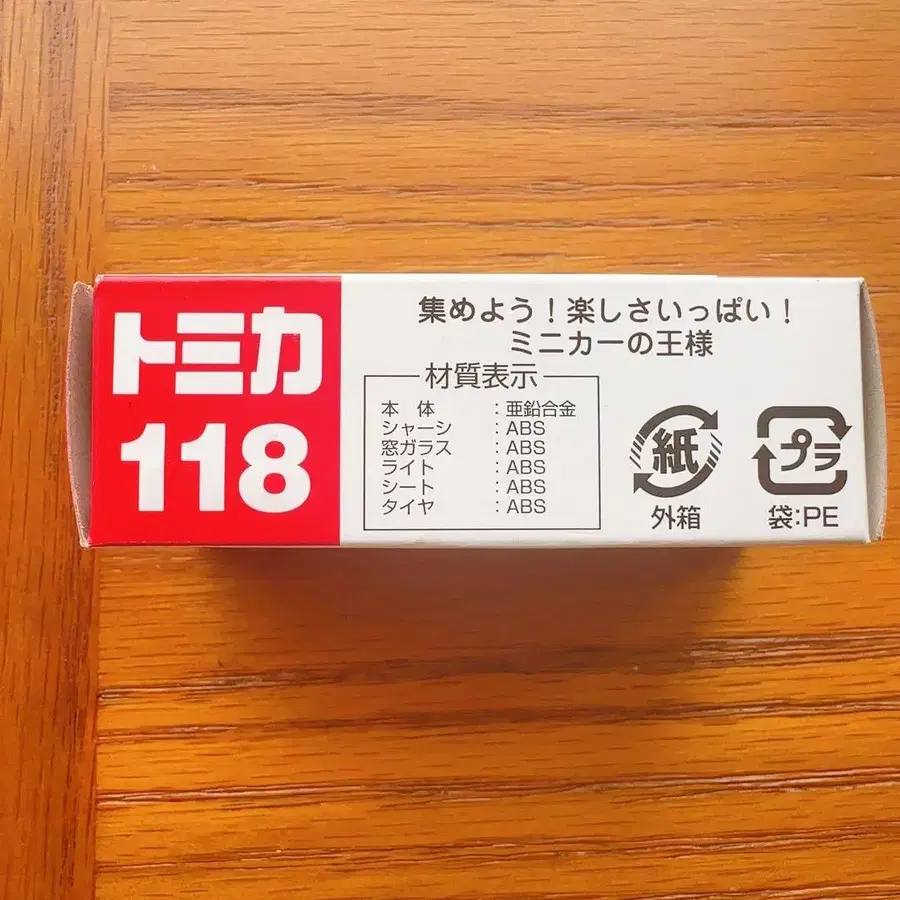 トミカ
118
集めよう!楽しさいっぱい!
ミニカーの王様
材質表示
本 体 :亜鉛合金
シャーシ :ABS
窓ガラス :ABS
ライト :ABS
シート :ABS
タイヤ :ABS
紙
外箱
プラ
袋:PE